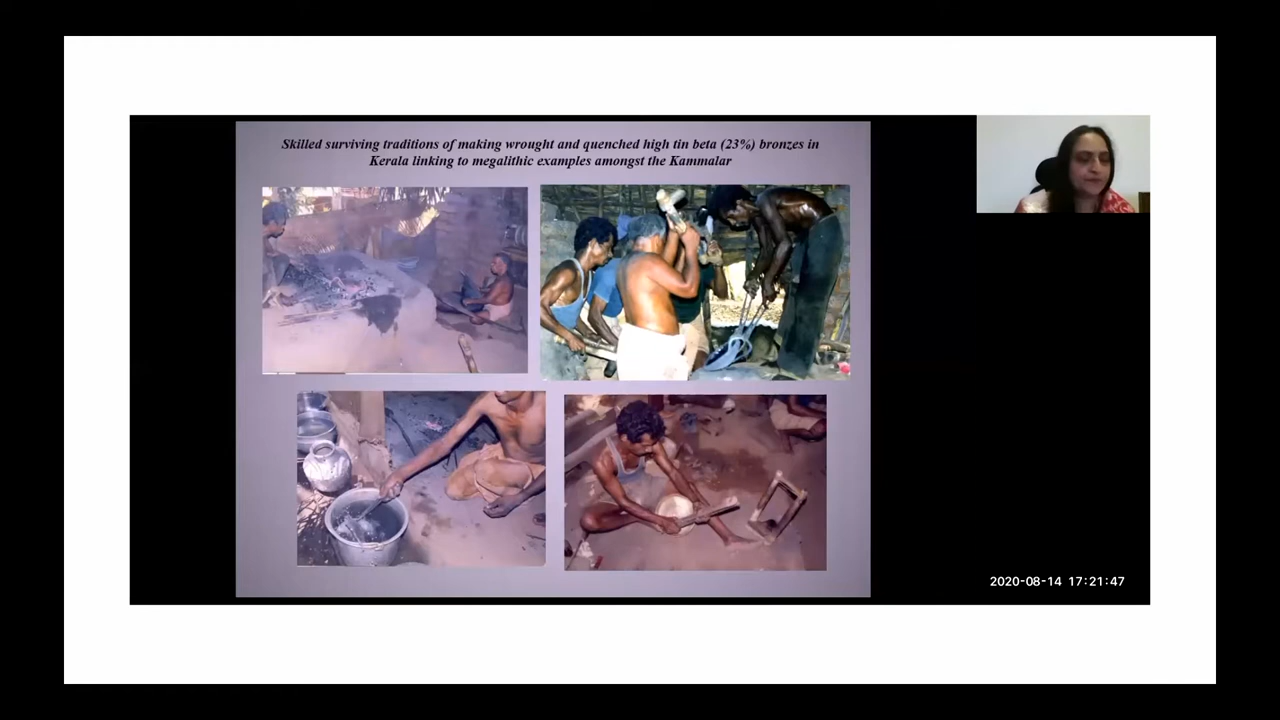 Skilled surviving traditions of making wrought and quenched high tin beta (23%) bronzes in
Kerala linking to megalithic examples amongst the Kammalar
2020-08-14 17:21:47